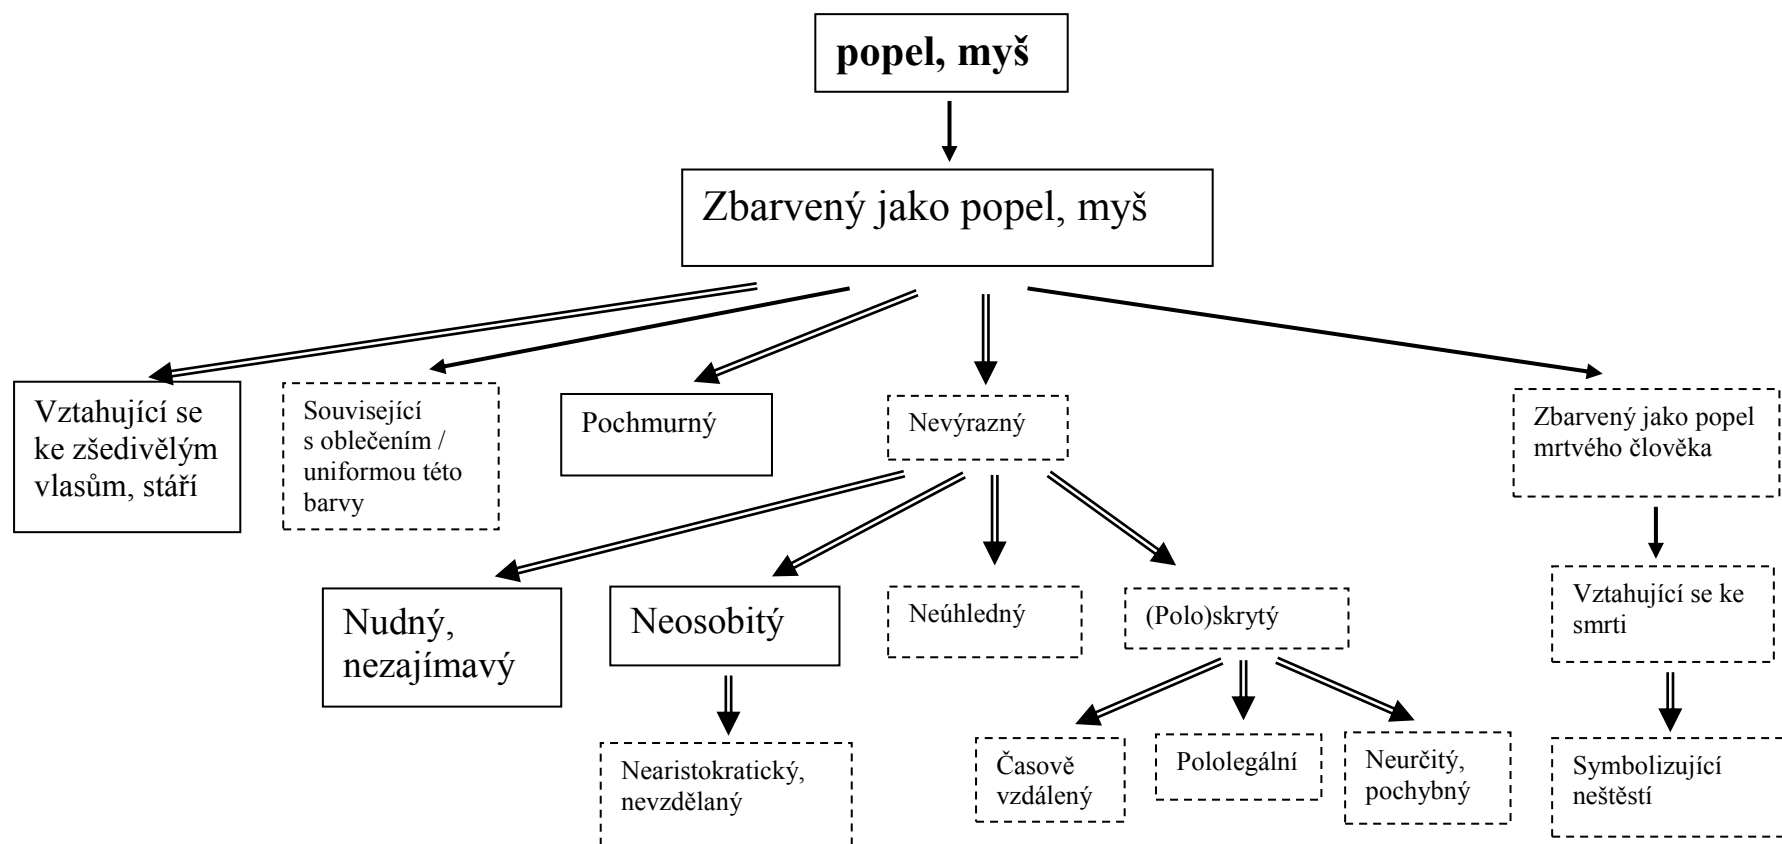 popel, myš
Zbarvený jako popel, myš
Vztahující se
ke zšedivělým
vlasům, stáří
Související
s oblečením /
uniformou této
barvy
Pochmurný
Nevýrazný
Zbarvený jako popel
mrtvého člověka
Nudný,
nezajímavý
Neosobitý
Neúhledný
(Polo)skrytý
Vztahující se ke
smrti
Nearistokratický,
nevzdělaný
Časově
vzdálený
Pololegální
Neurčitý,
pochybný
Symbolizující
neštěstí